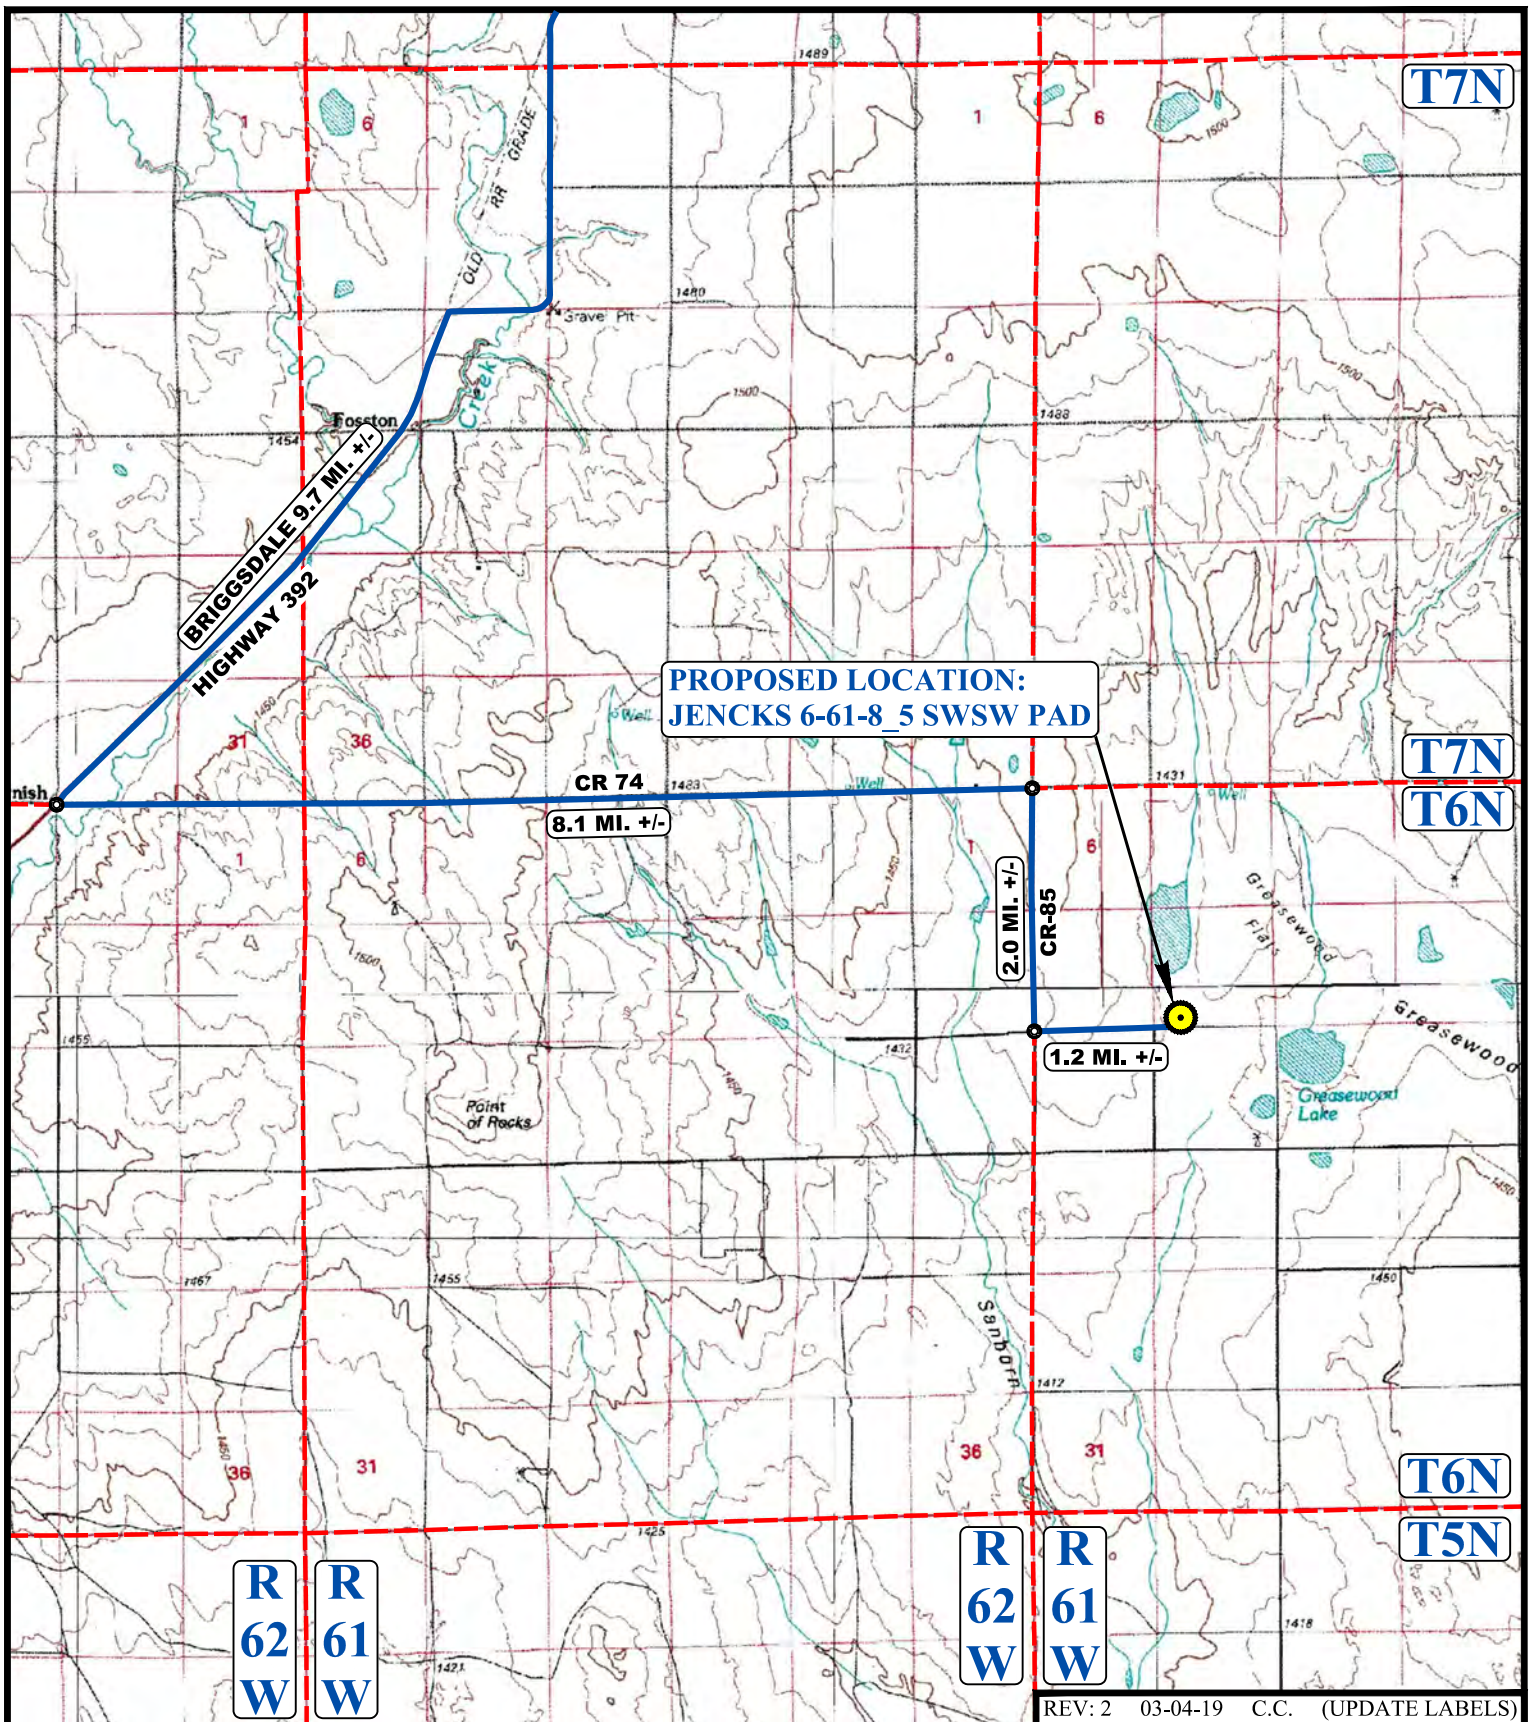 1489
T7N
1
6
1
6
1500
GRADE
RR
OLD
1480
Gravel Pit
Creek
1500
1500
Fosston
1454
1488
BRIGGSDALE 9.7 MI. +/-
HIGHWAY 392
PROPOSED LOCATION:
JENCKS 6-61-8_5 SWSW PAD
1450
Well
31
36
T7N
nish
CR 74
1433
Well
1431
Well
T6N
8.1 MI. +/-
1
6
1
6
1450
2.0 MI. +/-
CR-85
Greasewood
Flats
1500
Greasewood
1455
1432
1.2 MI. +/-
1450
Point
of Rocks
Greasewood
Lake
1450
1467
1455
1450
Sanborn
1412
1450
36
31
36
31
T6N
1425
T5N
R
62
W
R
61
W
R
62
W
R
61
W
1418
1421
REV: 2 03-04-19 C.C. (UPDATE LABELS)